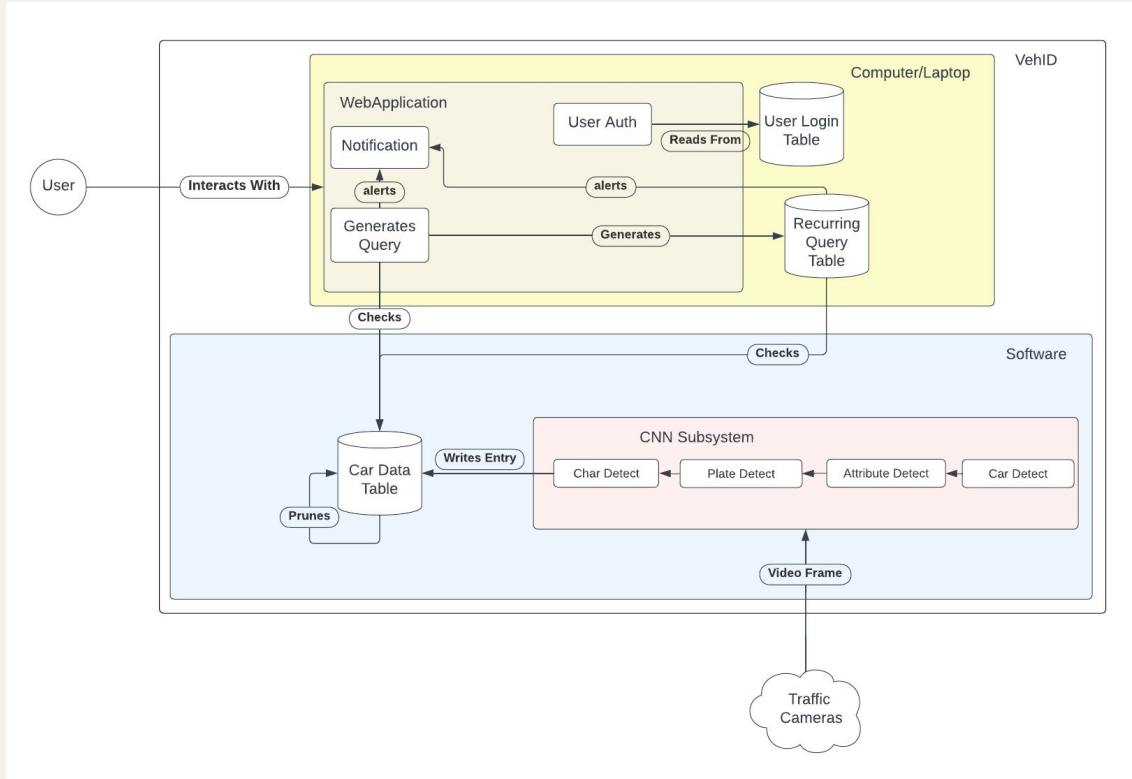 VehID
Computer/Laptop
WebApplication
User Auth
Reads From
User Login
Table
Notification
User
Interacts With
alerts
alerts
Generates
Query
Generates
Recurring
Query
Table
Checks
Checks
Software
CNN Subsystem
Car Data
Table
Writes Entry
Char Detect
Plate Detect
Attribute Detect
Car Detect
Prunes
Video Frame
Traffic
Cameras